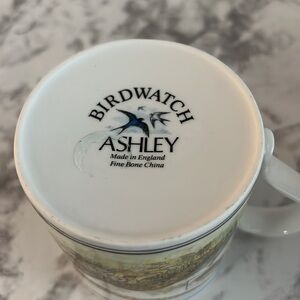 BIRDWATCH
ASHLEY
Made in England
Fine Bone China